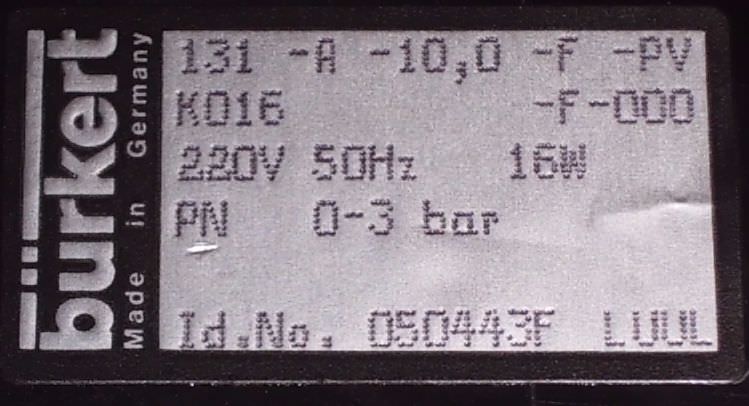 bürkert
Made in Germany
131 -A -10,0 -F -PV
K016 -F -000
220V 50Hz 16W
PN 0-3 bar
Id.No. 050443F